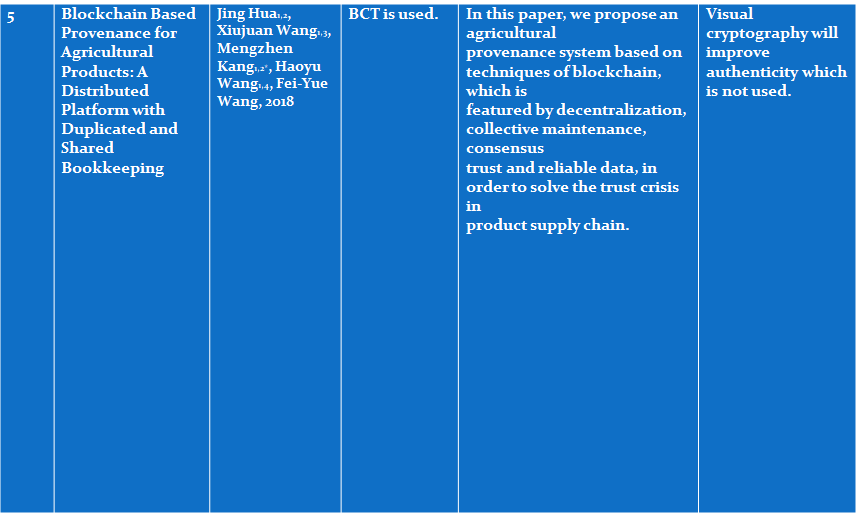 5
Blockchain Based
Provenance for
Agricultural
Products: A
Distributed
Platform with
Duplicated and
Shared
Bookkeeping
Jing Hua1,2,
Xiujuan Wang1,3,
Mengzhen
Kang1,2*, Haoyu
Wang1,4, Fei-Yue
Wang, 2018
BCT is used.
In this paper, we propose an
agricultural
provenance system based on
techniques of blockchain,
which is
featured by decentralization,
collective maintenance,
consensus
trust and reliable data, in
order to solve the trust crisis
in
product supply chain.
Visual
cryptography will
improve
authenticity which
is not used.